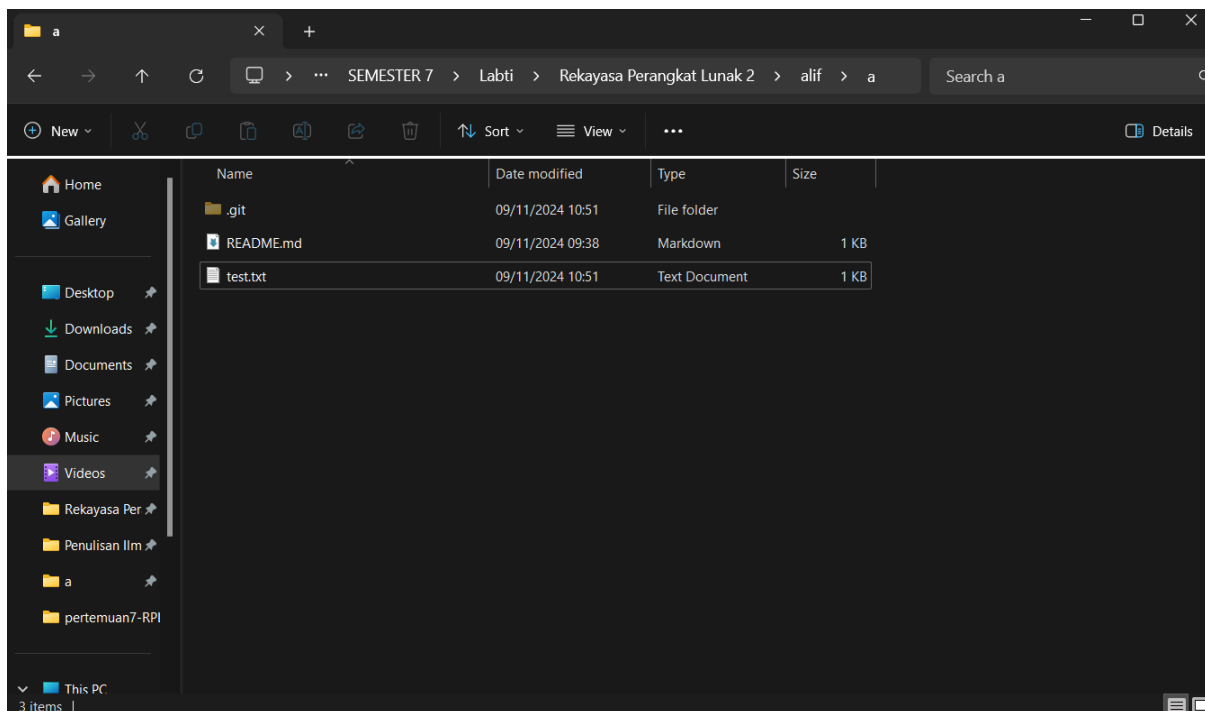 a
SEMESTER 7 > Labti > Rekayasa Perangkat Lunak 2 > alif > a
Search a
New
Sort
View
Details
Name Date modified Type Size
.git 09/11/2024 10:51 File folder
README.md 09/11/2024 09:38 Markdown 1 KB
test.txt 09/11/2024 10:51 Text Document 1 KB
Home
Gallery
Desktop
Downloads
Documents
Pictures
Music
Videos
Rekayasa Per
Penulisan Ilm
a
pertemuan7-RPI
This PC
3 items